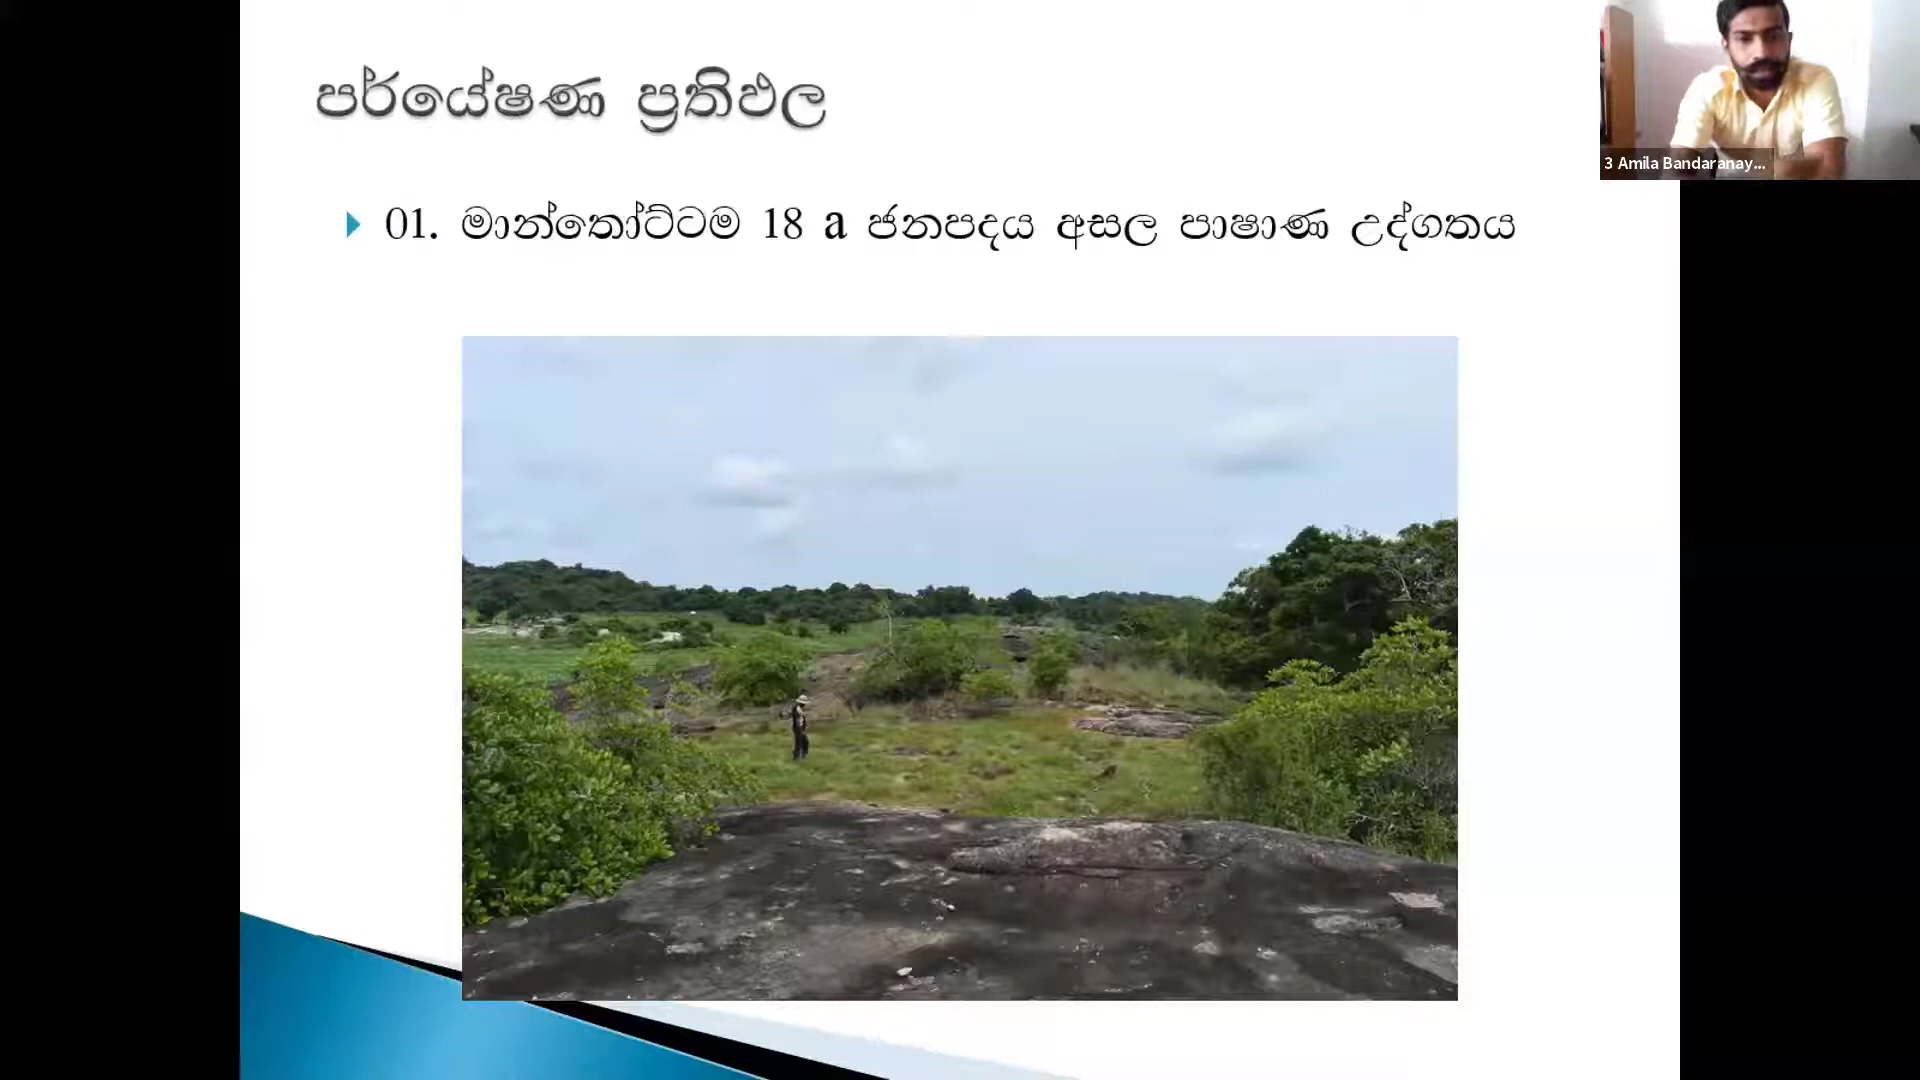 පර්යේෂණ ප්‍රතිඵල
3 Amila Bandaranay...
01. මාන්තෝට්ටම 18 a ජනපදය අසල පාෂාණ උද්ගතය